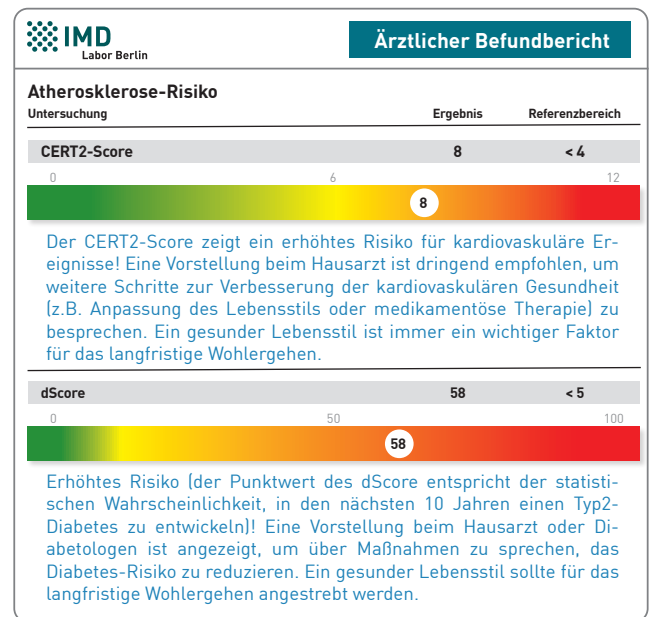 IMD
Labor Berlin
Ärztlicher Befundbericht
Atherosklerose-Risiko
Untersuchung Ergebnis Referenzbereich
CERT2-Score 8 < 4
0 6 12
8
Der CERT2-Score zeigt ein erhöhtes Risiko für kardiovaskuläre Er-
eignisse! Eine Vorstellung beim Hausarzt ist dringend empfohlen, um
weitere Schritte zur Verbesserung der kardiovaskulären Gesundheit
(z.B. Anpassung des Lebensstils oder medikamentöse Therapie) zu
besprechen. Ein gesunder Lebensstil ist immer ein wichtiger Faktor
für das langfristige Wohlergehen.
dScore 58 < 5
0 50 100
58
Erhöhtes Risiko (der Punktwert des dScore entspricht der statisti-
schen Wahrscheinlichkeit, in den nächsten 10 Jahren einen Typ2-
Diabetes zu entwickeln)! Eine Vorstellung beim Hausarzt oder Di-
abetologen ist angezeigt, um über Maßnahmen zu sprechen, das
Diabetes-Risiko zu reduzieren. Ein gesunder Lebensstil sollte für das
langfristige Wohlergehen angestrebt werden.